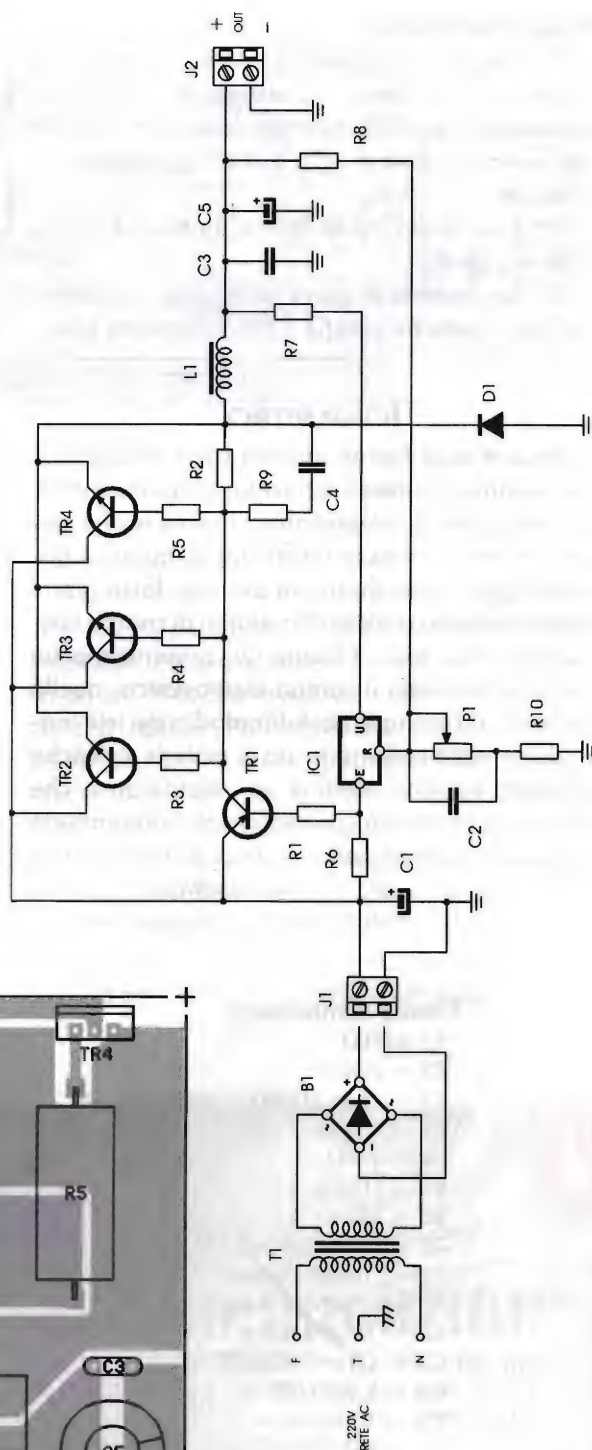 +
OUT
−
J2
R8
C5
C3
R7
L1
D1
R2
R9
C4
TR4
R5
TR3
R4
TR2
R3
TR1
IC1
E
U
R
P1
R10
C2
R1
R6
C1
+
+
J1
B1
+
~
~
−
T1
F
T
N
220V
RETE AC
+
TR4
R5
C3
C5